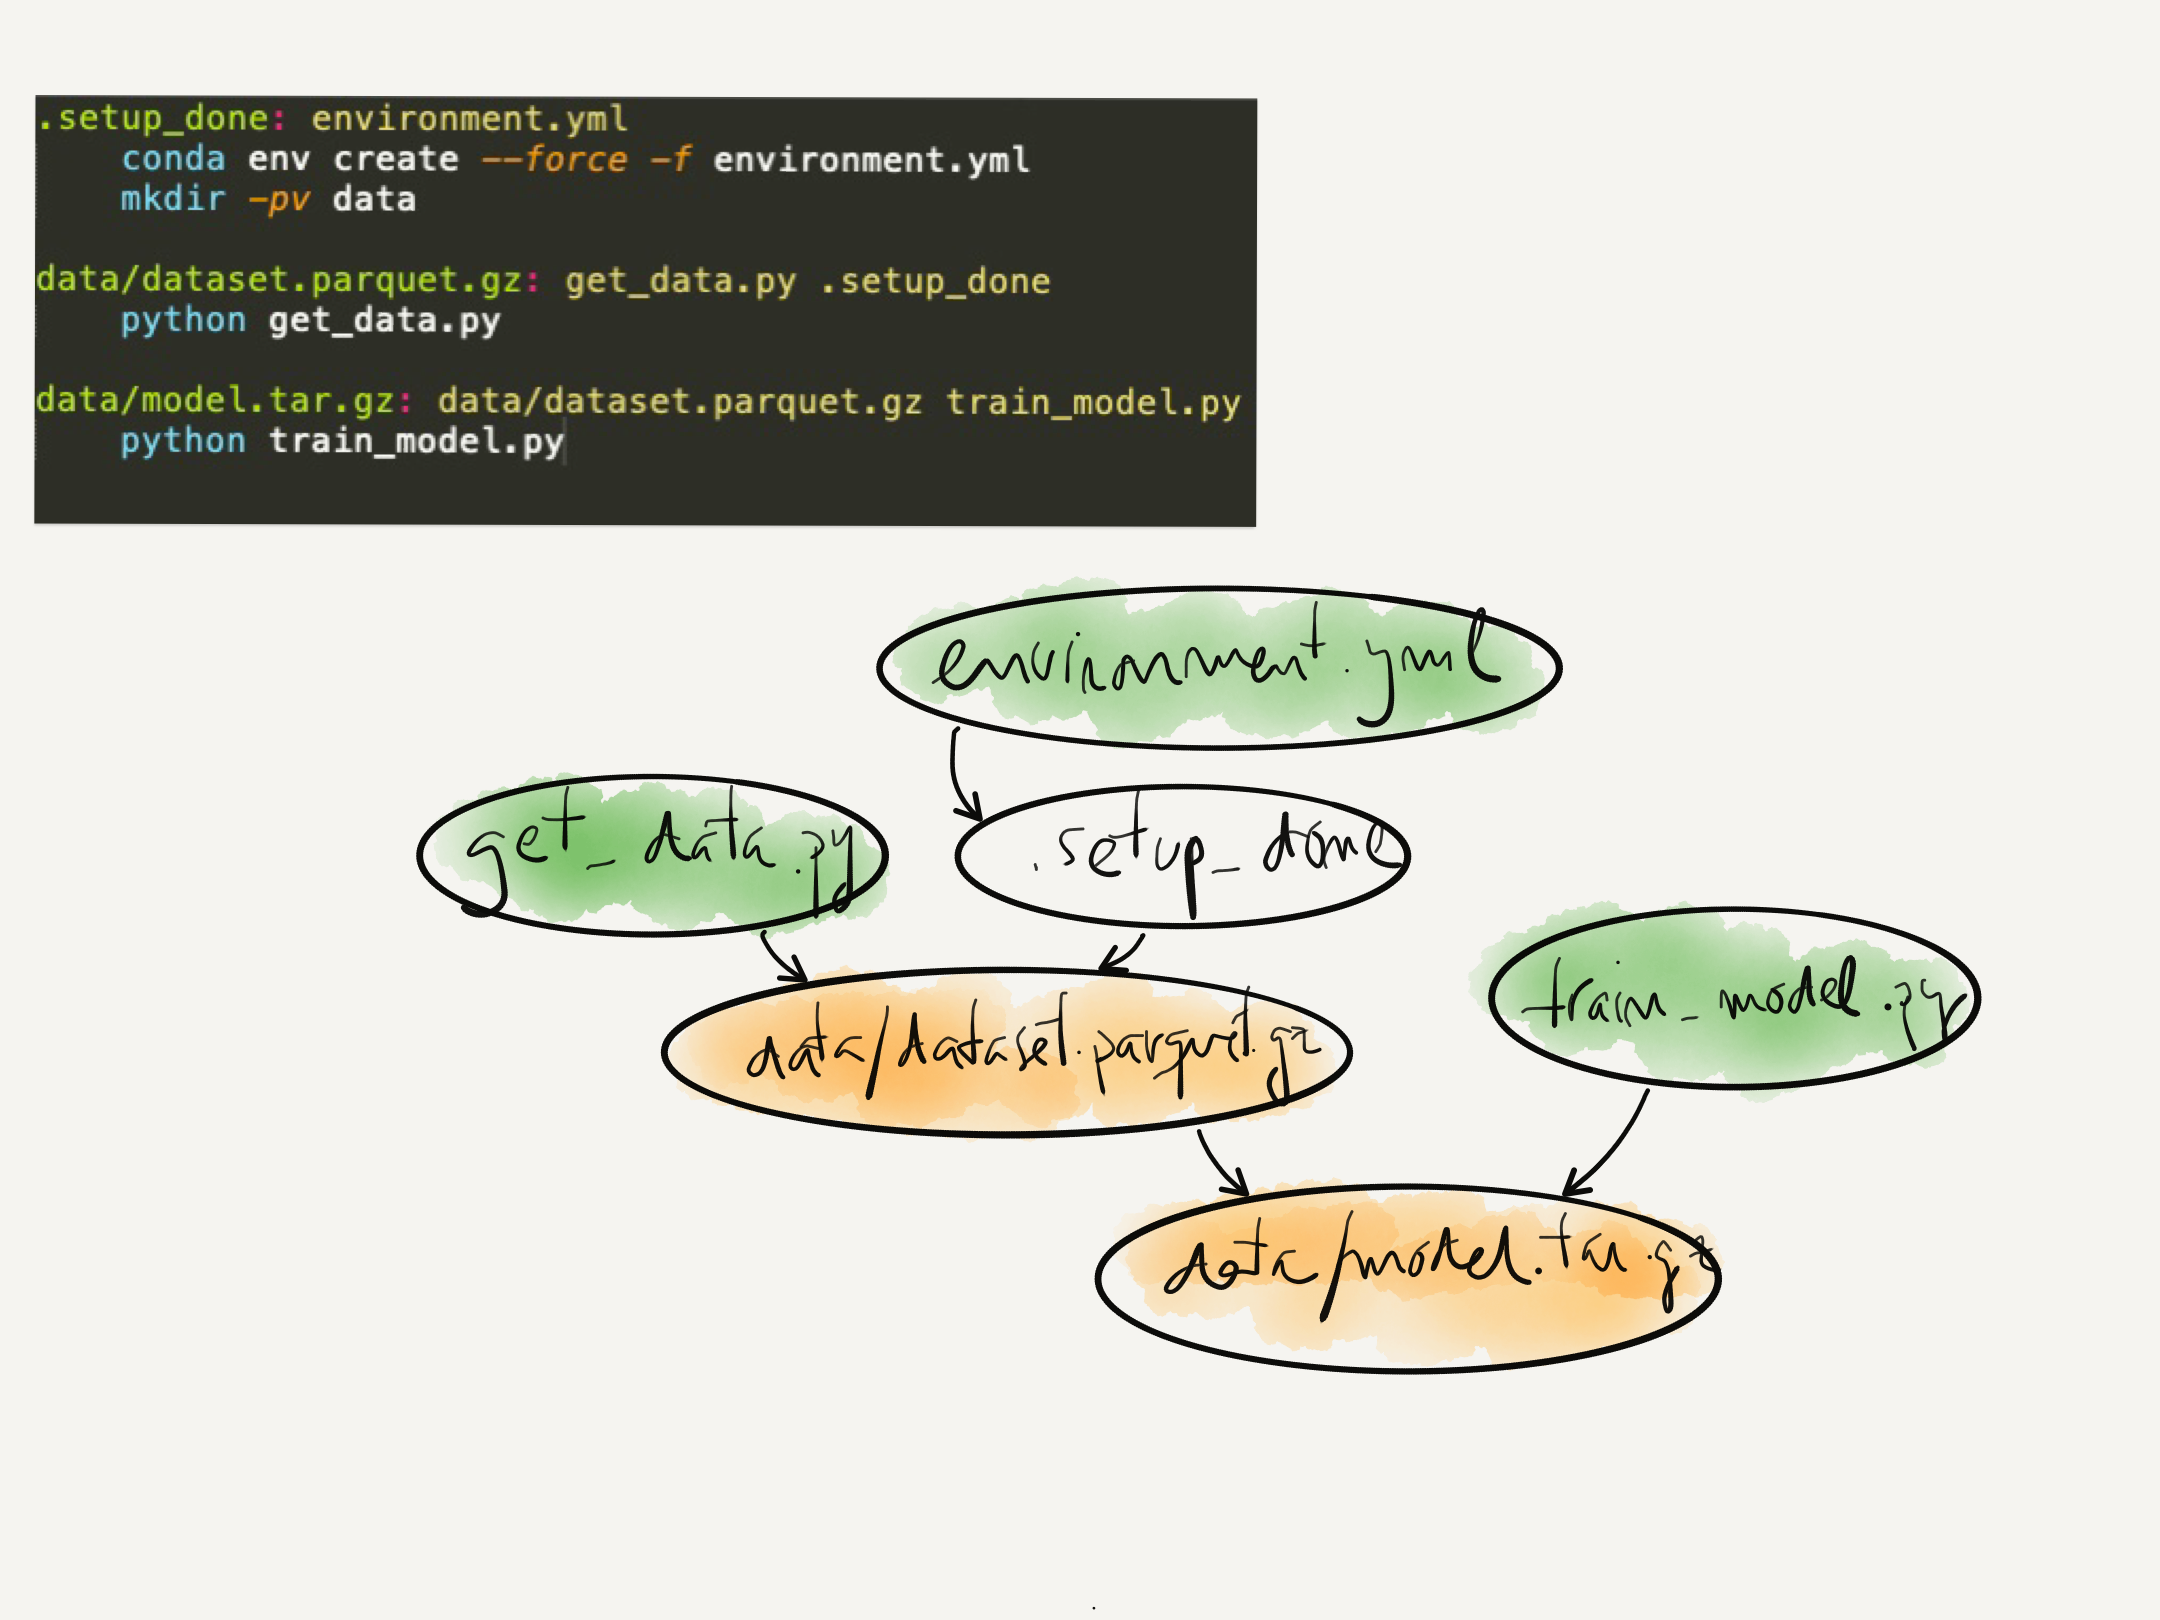 .setup_done: environment.yml
    conda env create --force -f environment.yml
    mkdir -pv data
data/dataset.parquet.gz: get_data.py .setup_done
    python get_data.py
data/model.tar.gz: data/dataset.parquet.gz train_model.py
    python train_model.py
environment.yml
get_data.py
.setup_done
train_model.py
data/dataset.parquet.gz
data/model.tar.gz